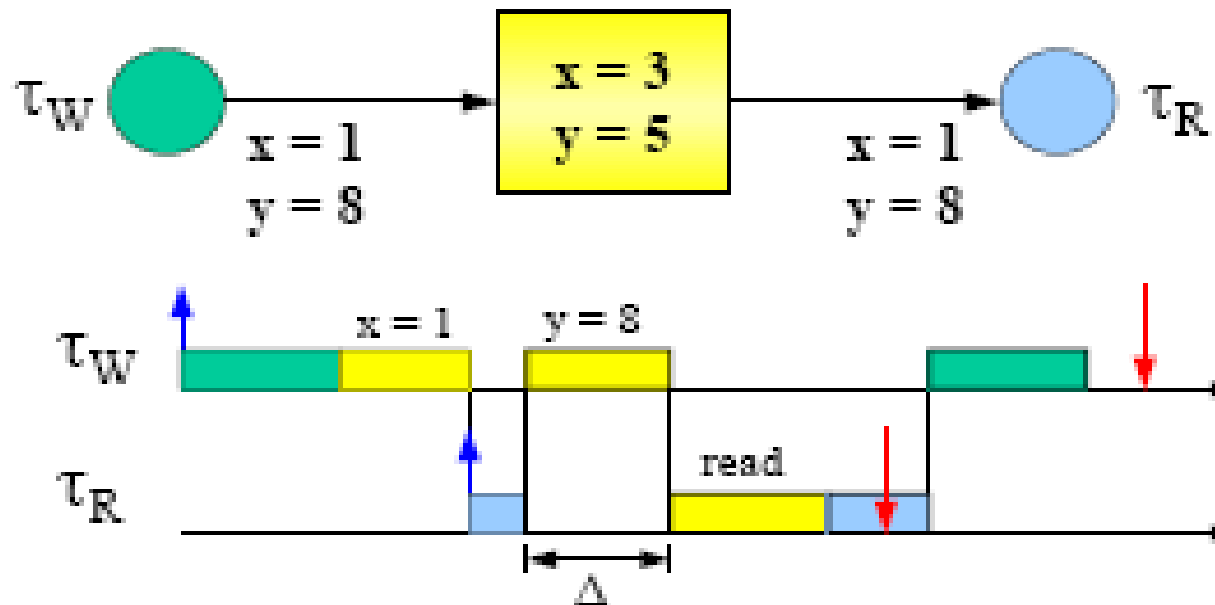 τW
x = 1
y = 8
x = 3
y = 5
x = 1
y = 8
τR
τW
x = 1
y = 8
τR
read
Δ